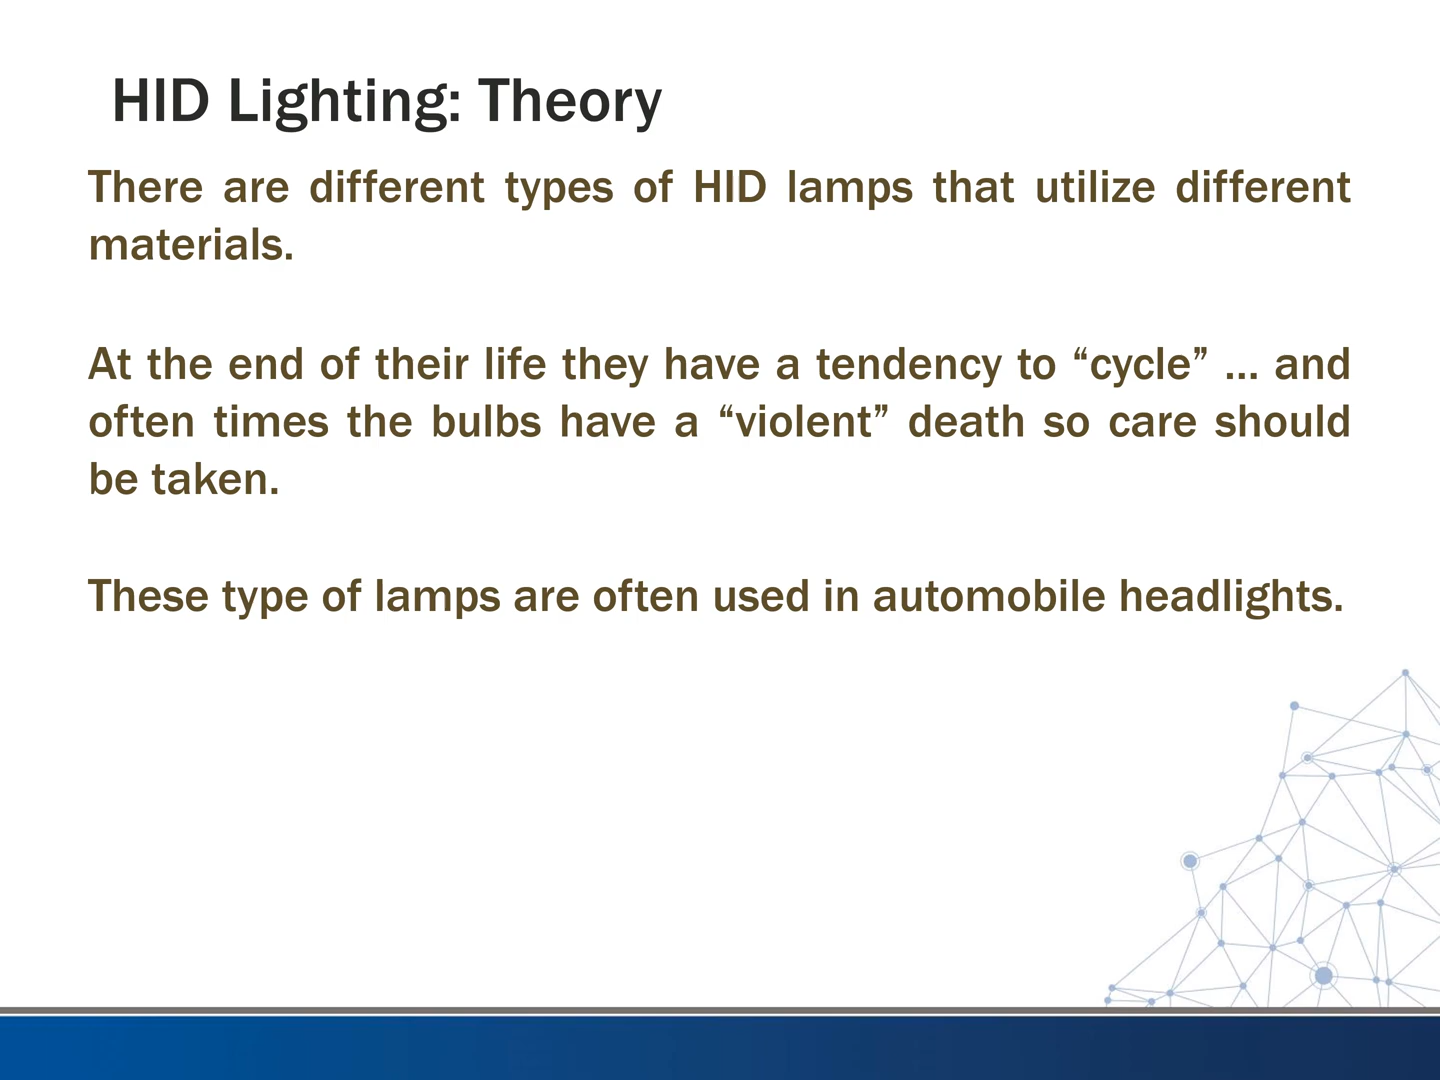 HID Lighting: Theory
There are different types of HID lamps that utilize different
materials.
At the end of their life they have a tendency to “cycle” ... and
often times the bulbs have a “violent” death so care should
be taken.
These type of lamps are often used in automobile headlights.